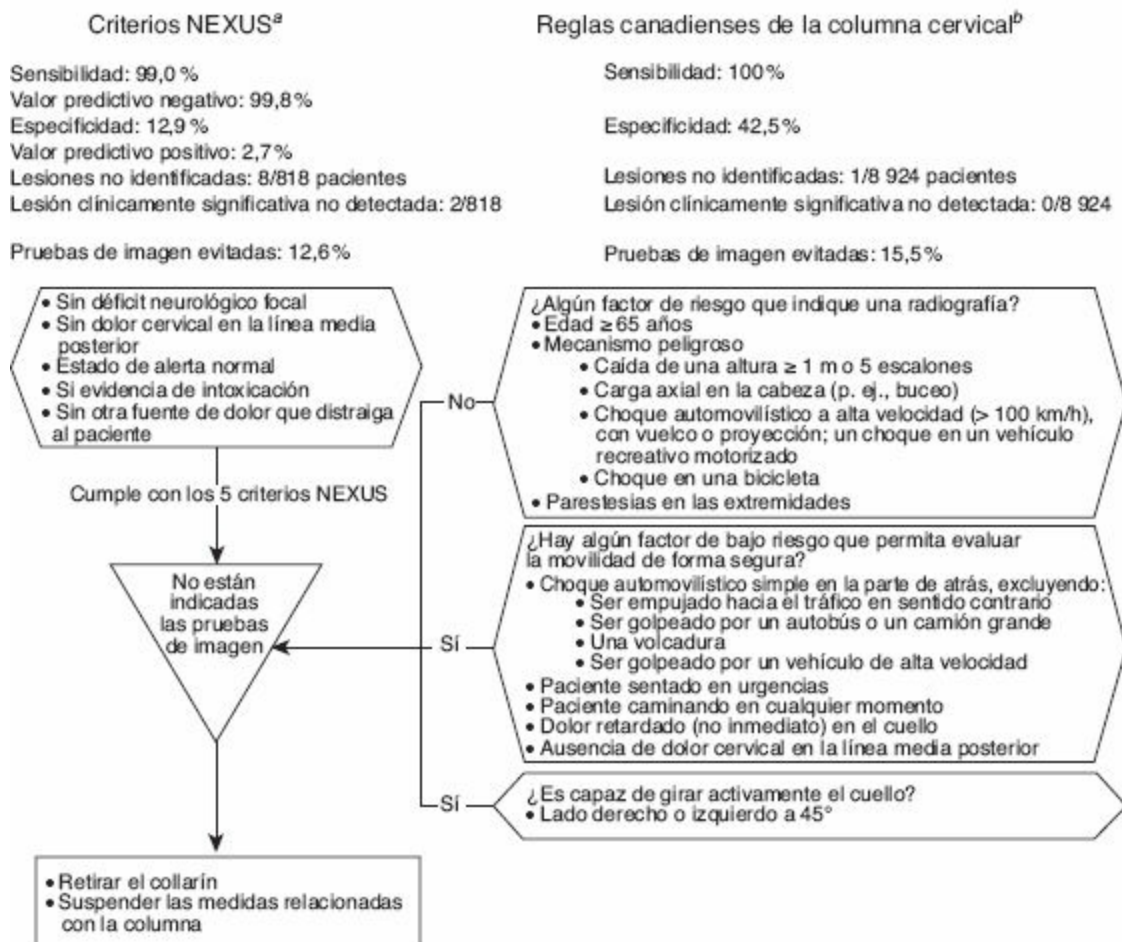 Criterios NEXUSa
Sensibilidad: 99,0 %
Valor predictivo negativo: 99,8%
Especificidad: 12,9 %
Valor predictivo positivo: 2,7%
Lesiones no identificadas: 8/818 pacientes
Lesión clínicamente significativa no detectada: 2/818
Pruebas de imagen evitadas: 12,6%
• Sin déficit neurológico focal
• Sin dolor cervical en la línea media
posterior
• Estado de alerta normal
• Si evidencia de intoxicación
• Sin otra fuente de dolor que distraiga
al paciente
Cumple con los 5 criterios NEXUS
No están
indicadas
las pruebas
de imagen
• Retirar el collarín
• Suspender las medidas relacionadas
con la columna
Reglas canadienses de la columna cervicalb
Sensibilidad: 100%
Especificidad: 42,5%
Lesiones no identificadas: 1/8 924 pacientes
Lesión clínicamente significativa no detectada: 0/8 924
Pruebas de imagen evitadas: 15,5%
No
¿Algún factor de riesgo que indique una radiografía?
• Edad ≥ 65 años
• Mecanismo peligroso
• Caída de una altura ≥ 1 m o 5 escalones
• Carga axial en la cabeza (p. ej., buceo)
• Choque automovilístico a alta velocidad (> 100 km/h),
con vuelco o proyección; un choque en un vehículo
recreativo motorizado
• Choque en una bicicleta
• Parestesias en las extremidades
Sí
¿Hay algún factor de bajo riesgo que permita evaluar
la movilidad de forma segura?
• Choque automovilístico simple en la parte de atrás, excluyendo:
• Ser empujado hacia el tráfico en sentido contrario
• Ser golpeado por un autobús o un camión grande
• Una volcadura
• Ser golpeado por un vehículo de alta velocidad
• Paciente sentado en urgencias
• Paciente caminando en cualquier momento
• Dolor retardado (no inmediato) en el cuello
• Ausencia de dolor cervical en la línea media posterior
Sí
¿Es capaz de girar activamente el cuello?
• Lado derecho o izquierdo a 45°